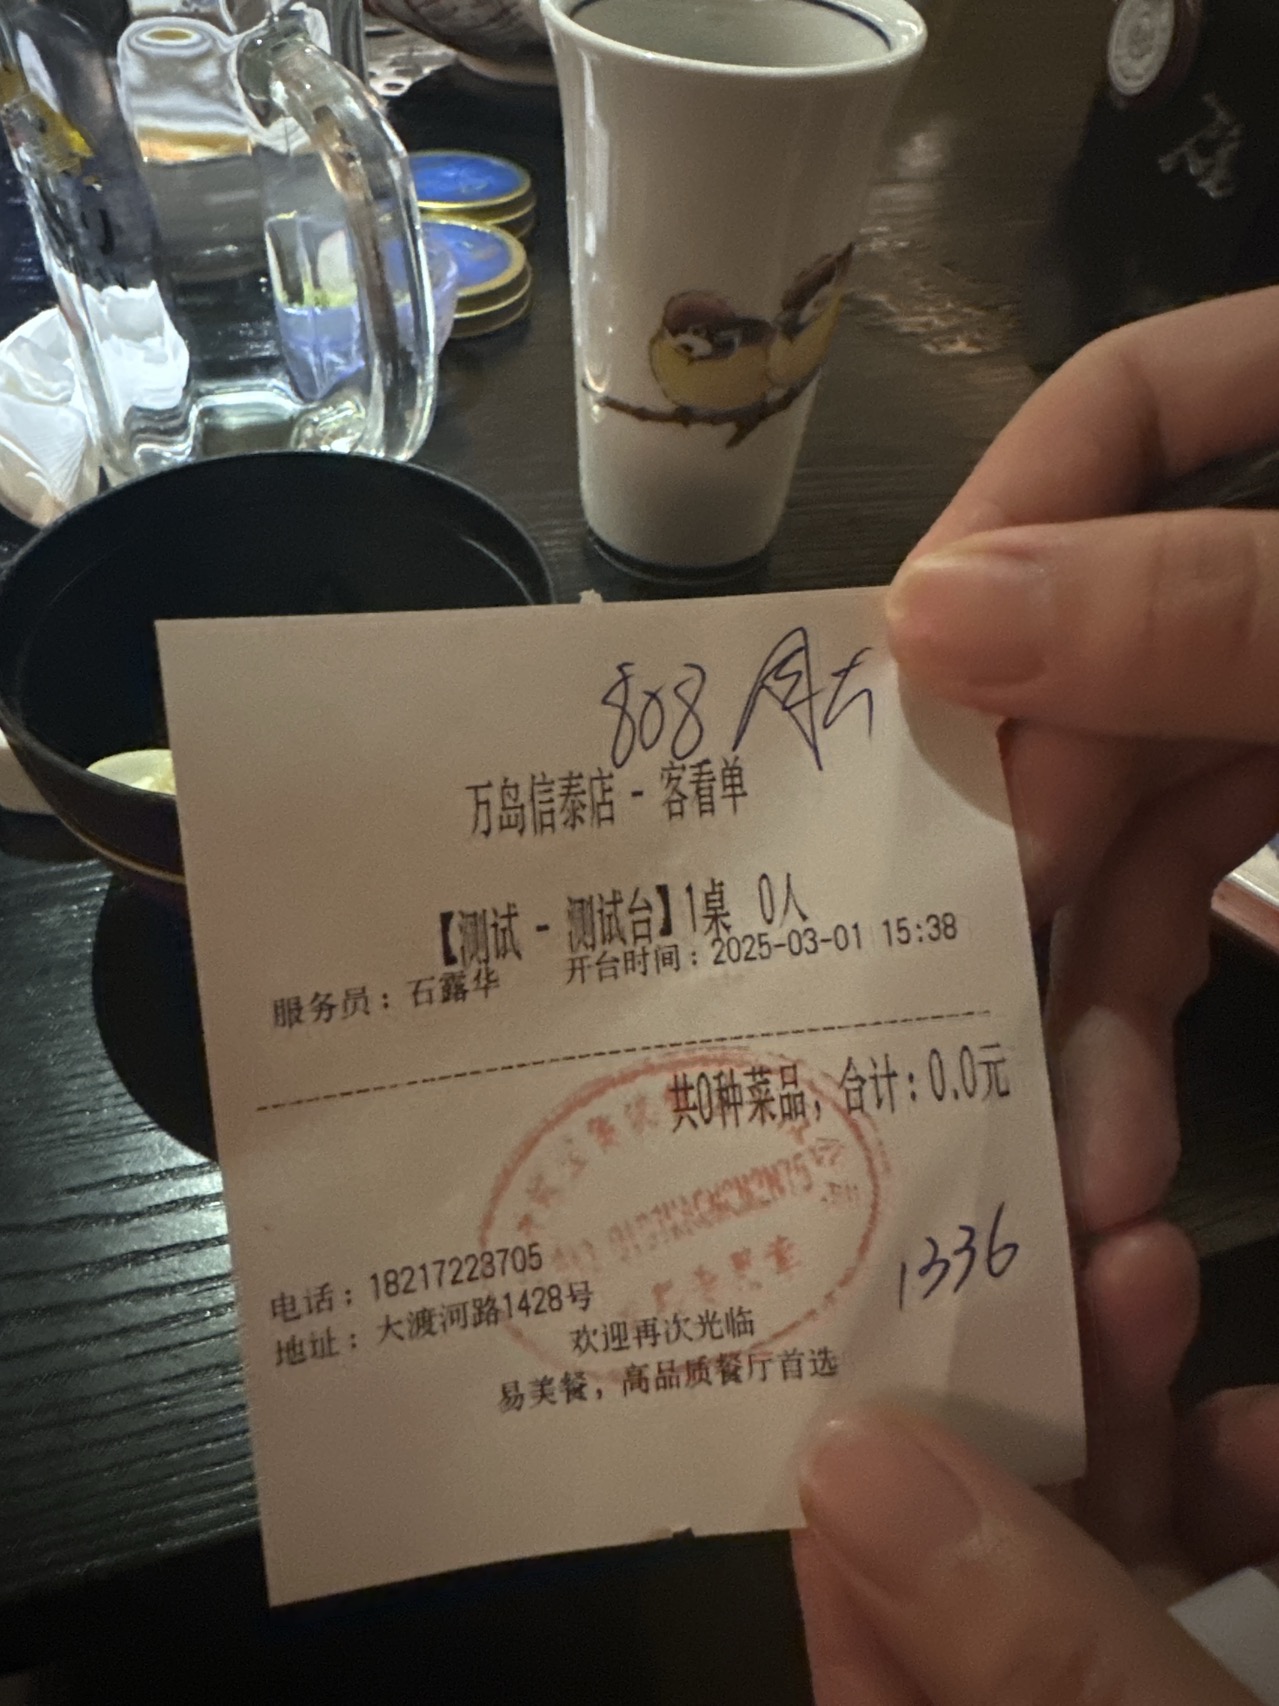 808
万岛信泰店 - 客看单
【测试 - 测试台】1桌 0人
服务员：石露华 开台时间：2025-03-01 15:38
共0种菜品，合计：0.0元
1336
电话：18217223705
地址：大渡河路1428号
欢迎再次光临
易美餐，高品质餐厅首选